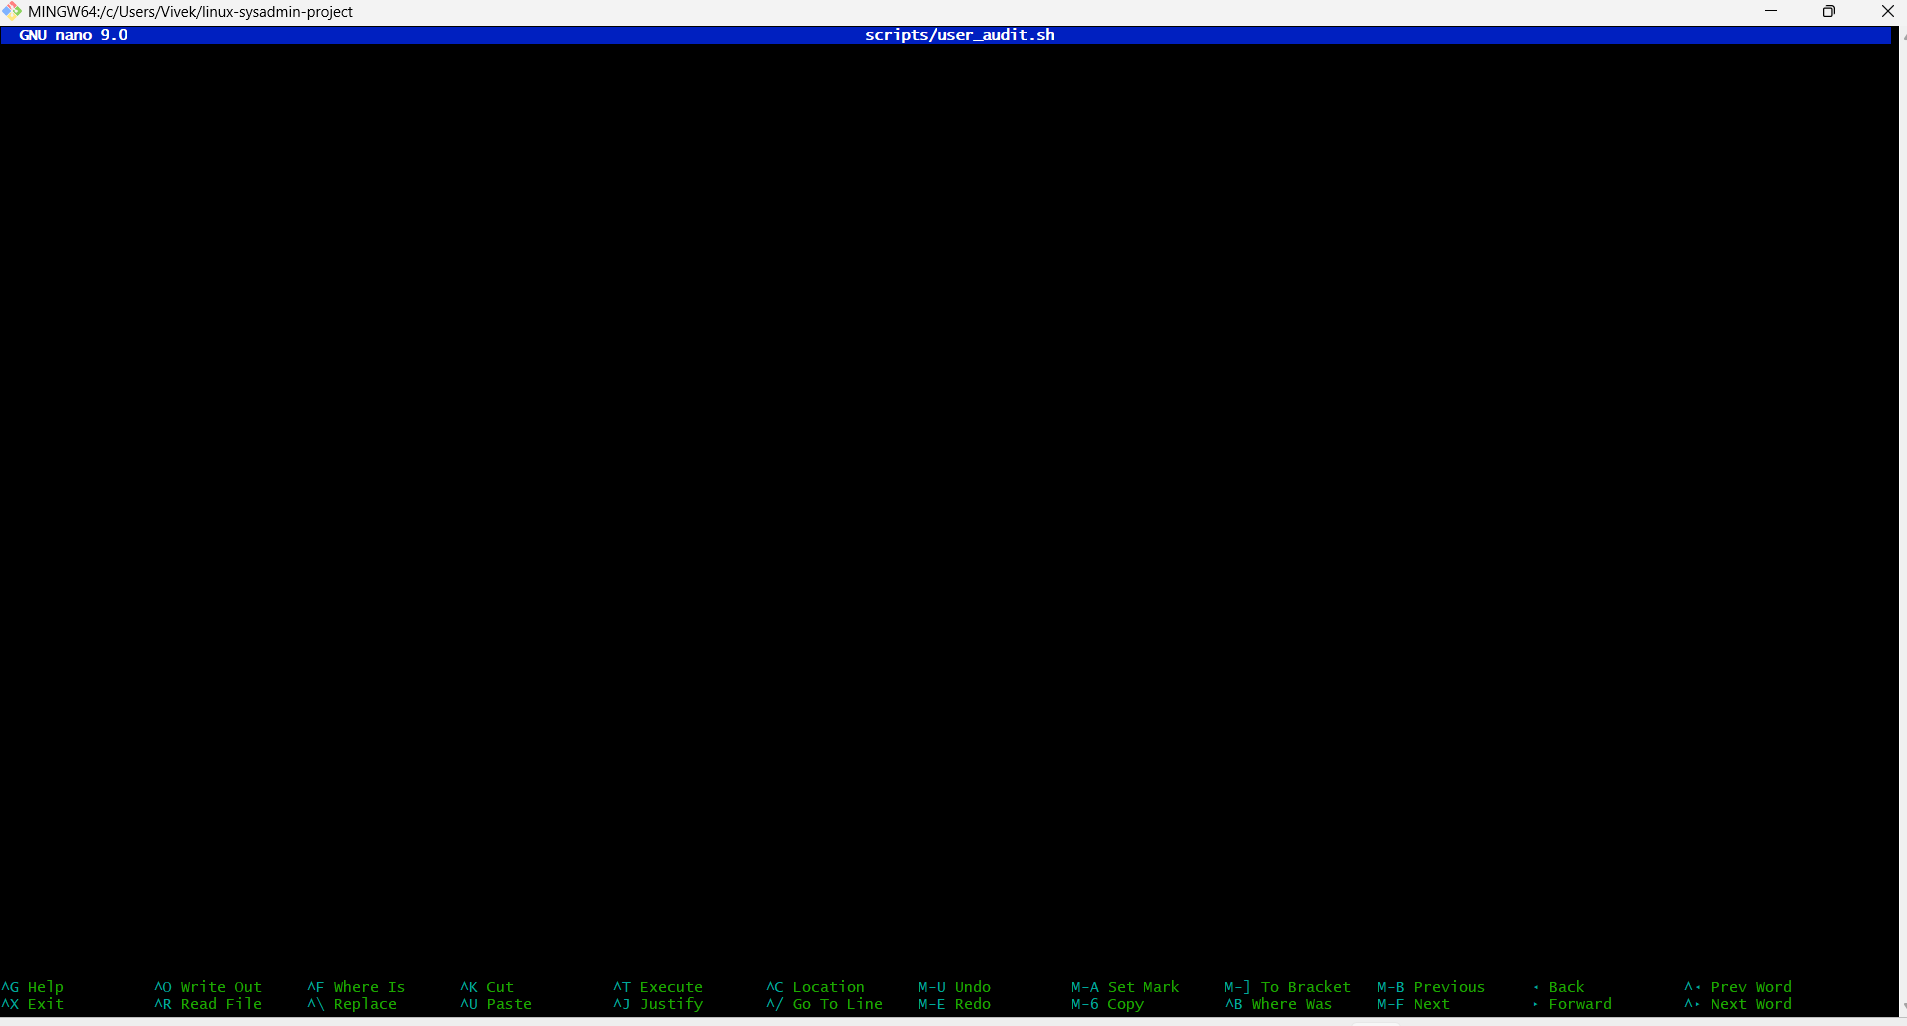 MINGW64:/c/Users/Vivek/linux-sysadmin-project
GNU nano 9.0 scripts/user_audit.sh
^G Help ^O Write Out ^F Where Is ^K Cut ^T Execute ^C Location M-U Undo M-A Set Mark M-] To Bracket M-B Previous ◂ Back ^◂ Prev Word
^X Exit ^R Read File ^\ Replace ^U Paste ^J Justify ^/ Go To Line M-E Redo M-6 Copy ^B Where Was M-F Next ▸ Forward ^▸ Next Word